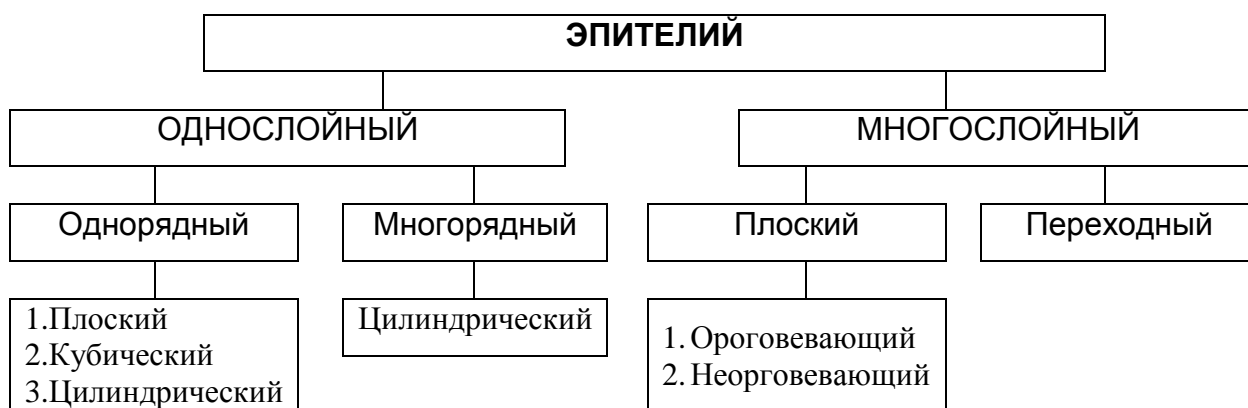 ЭПИТЕЛИЙ
ОДНОСЛОЙНЫЙ
МНОГОСЛОЙНЫЙ
Однорядный
Многорядный
Плоский
Переходный
1.Плоский
2.Кубический
3.Цилиндрический
Цилиндрический
1. Ороговевающий
2. Неорговевающий